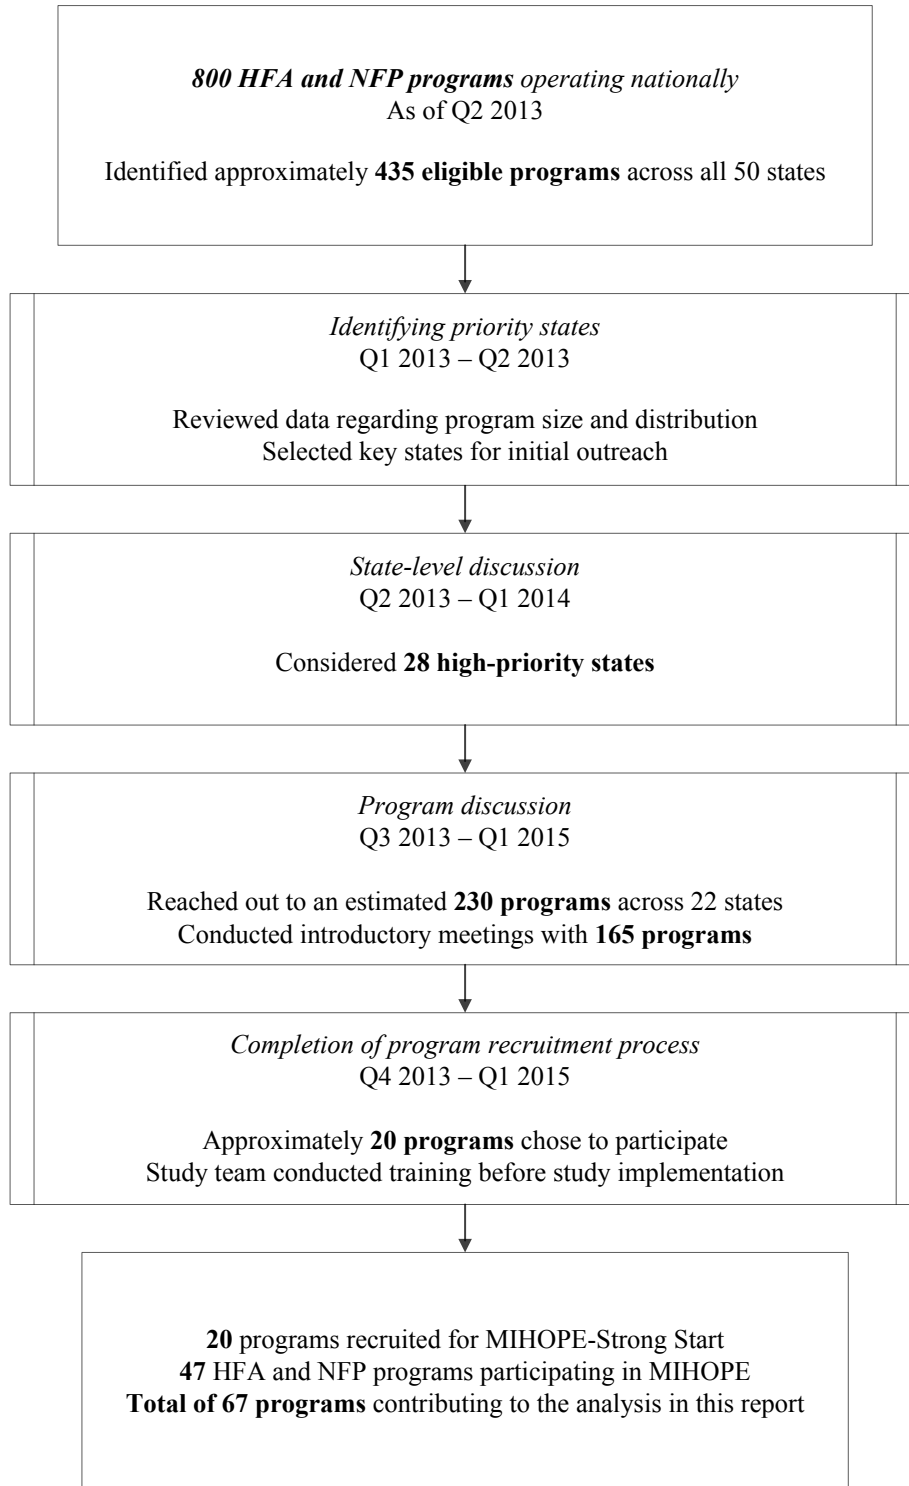 800 HFA and NFP programs operating nationally
As of Q2 2013
Identified approximately 435 eligible programs across all 50 states
Identifying priority states
Q1 2013 – Q2 2013
Reviewed data regarding program size and distribution
Selected key states for initial outreach
State-level discussion
Q2 2013 – Q1 2014
Considered 28 high-priority states
Program discussion
Q3 2013 – Q1 2015
Reached out to an estimated 230 programs across 22 states
Conducted introductory meetings with 165 programs
Completion of program recruitment process
Q4 2013 – Q1 2015
Approximately 20 programs chose to participate
Study team conducted training before study implementation
20 programs recruited for MIHOPE-Strong Start
47 HFA and NFP programs participating in MIHOPE
Total of 67 programs contributing to the analysis in this report